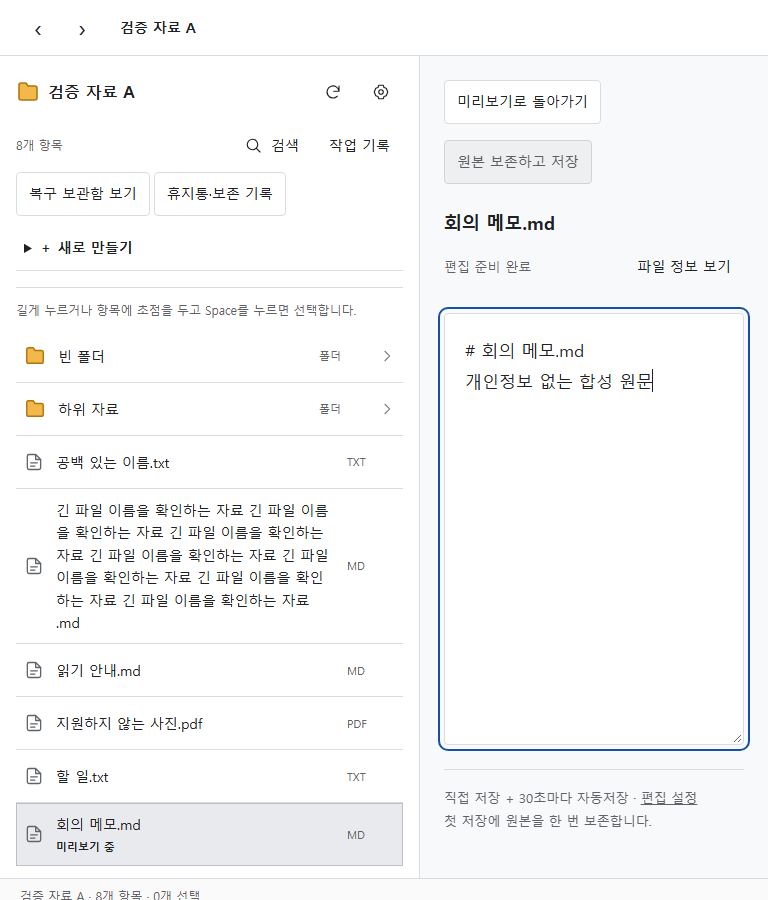 검증 자료 A
검증 자료 A
8개 항목
검색
작업 기록
복구 보관함 보기
휴지통·보존 기록
+ 새로 만들기
길게 누르거나 항목에 초점을 두고 Space를 누르면 선택합니다.
빈 폴더
폴더
하위 자료
폴더
공백 있는 이름.txt
TXT
긴 파일 이름을 확인하는 자료 긴 파일 이름
을 확인하는 자료 긴 파일 이름을 확인하는
자료 긴 파일 이름을 확인하는 자료 긴 파일
이름을 확인하는 자료 긴 파일 이름을 확인
하는 자료 긴 파일 이름을 확인하는 자료
.md
MD
읽기 안내.md
MD
지원하지 않는 사진.pdf
PDF
할 일.txt
TXT
회의 메모.md
미리보기 중
MD
미리보기로 돌아가기
원본 보존하고 저장
회의 메모.md
편집 준비 완료
파일 정보 보기
# 회의 메모.md
개인정보 없는 합성 원문
직접 저장 + 30초마다 자동저장 · 편집 설정
첫 저장에 원본을 한 번 보존합니다.
검증 자료 A · 8개 항목 · 0개 선택